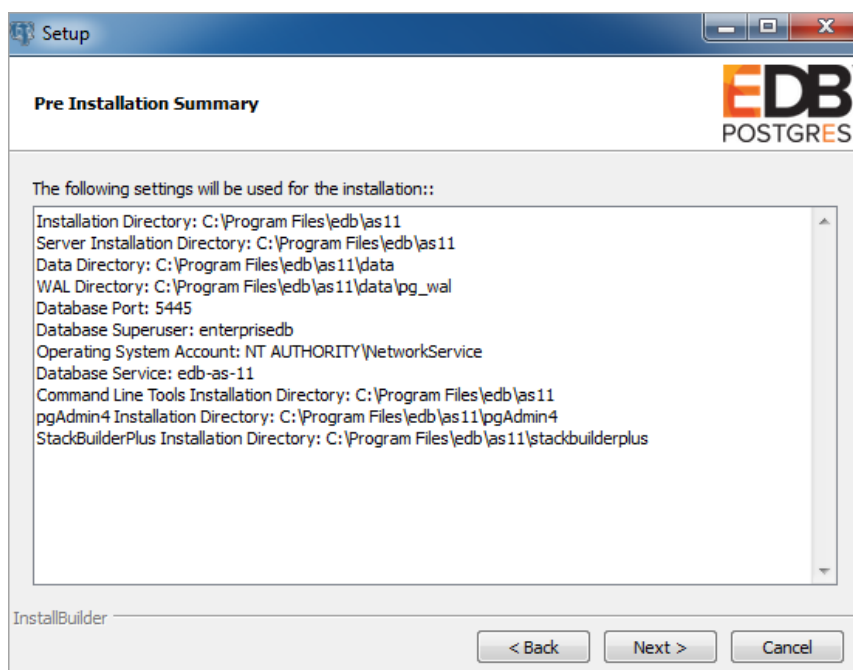 Setup
Pre Installation Summary
EDB
POSTGRES
The following settings will be used for the installation::
Installation Directory: C:\Program Files\edb\as11
Server Installation Directory: C:\Program Files\edb\as11
Data Directory: C:\Program Files\edb\as11\data
WAL Directory: C:\Program Files\edb\as11\data\pg_wal
Database Port: 5445
Database Superuser: enterprisedb
Operating System Account: NT AUTHORITY\NetworkService
Database Service: edb-as-11
Command Line Tools Installation Directory: C:\Program Files\edb\as11
pgAdmin4 Installation Directory: C:\Program Files\edb\as11\pgAdmin4
StackBuilderPlus Installation Directory: C:\Program Files\edb\as11\stackbuilderplus
InstallBuilder
< Back Next > Cancel